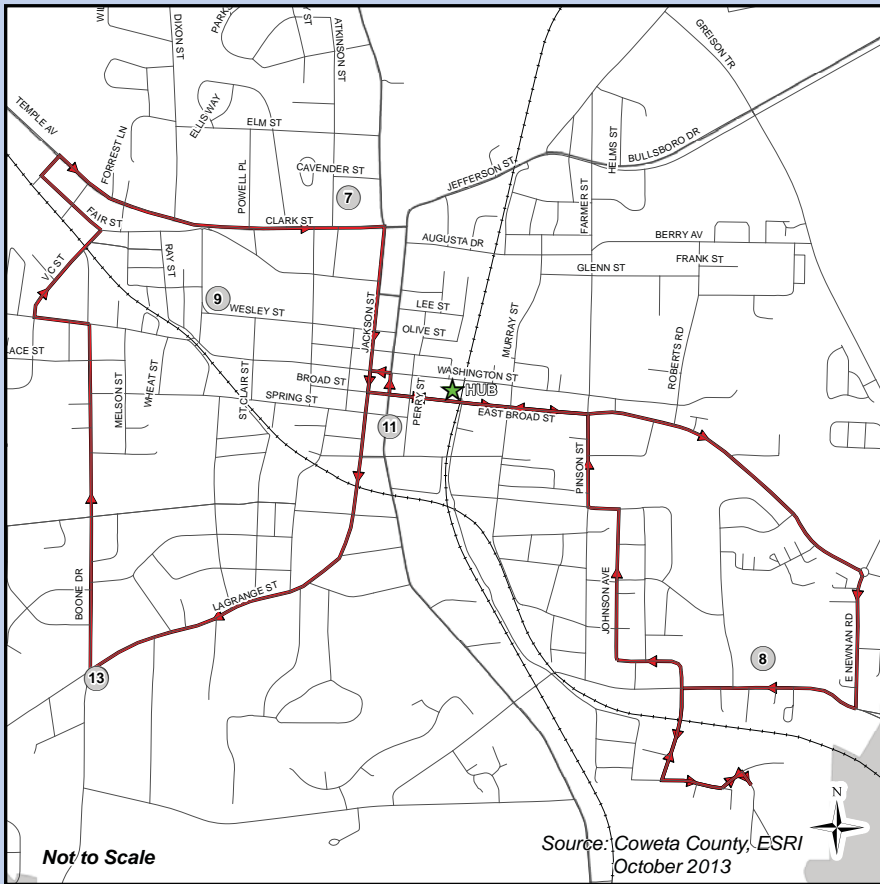 WIL
DIXON ST
PARKS
ST
ATKINSON ST
GREISON TR
TEMPLE AV
FORREST LN
ELLIS WAY
ELM ST
HELMS ST
BULLSBORO DR
POWELL PL
CAVENDER ST
JEFFERSON ST
7
FARMER ST
FAIR ST
CLARK ST
AUGUSTA DR
BERRY AV
V C ST
RAY ST
GLENN ST
FRANK ST
9
WESLEY ST
JACKSON ST
LEE ST
OLIVE ST
MURRAY ST
ROBERTS RD
LACE ST
MELSON ST
WHEAT ST
ST. CLAIR ST
BROAD ST
SPRING ST
PERRY ST
WASHINGTON ST
HUB
EAST BROAD ST
11
PINSON ST
BOONE DR
LAGRANGE ST
JOHNSON AVE
E NEWNAN RD
8
13
N
Not to Scale
Source: Coweta County, ESRI
October 2013